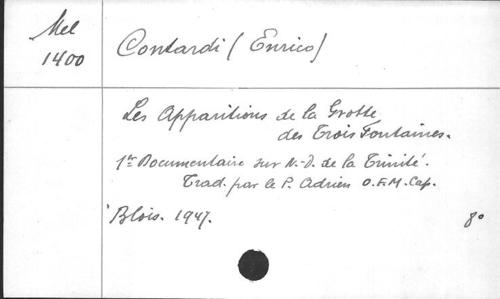 Mel
1400
Contardi (Enrico)
Les Apparitions de la Grotte
des Trois Fontaines.
1er Documentaire sur N.-D. de la Trinité.
Trad. par le P. Adrien O.F.M. Cap.
Blois. 1947.
8°